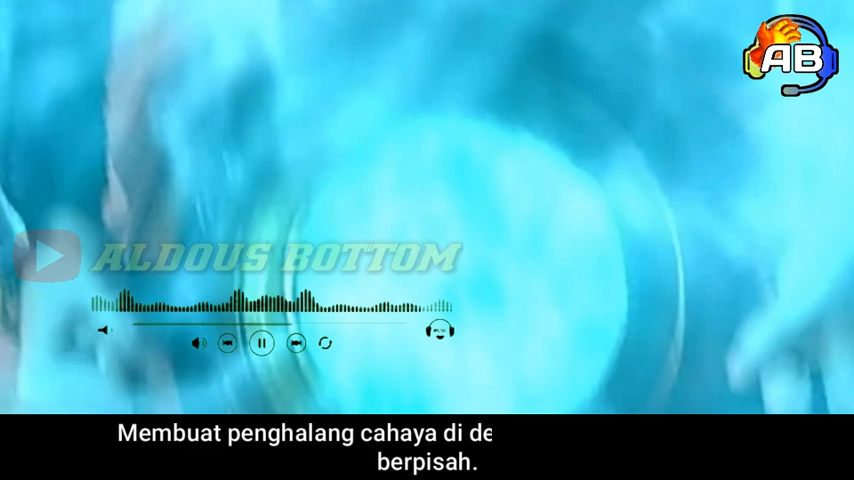 AB
ALDOUS BOTTOM
Membuat penghalang cahaya di de
berpisah.